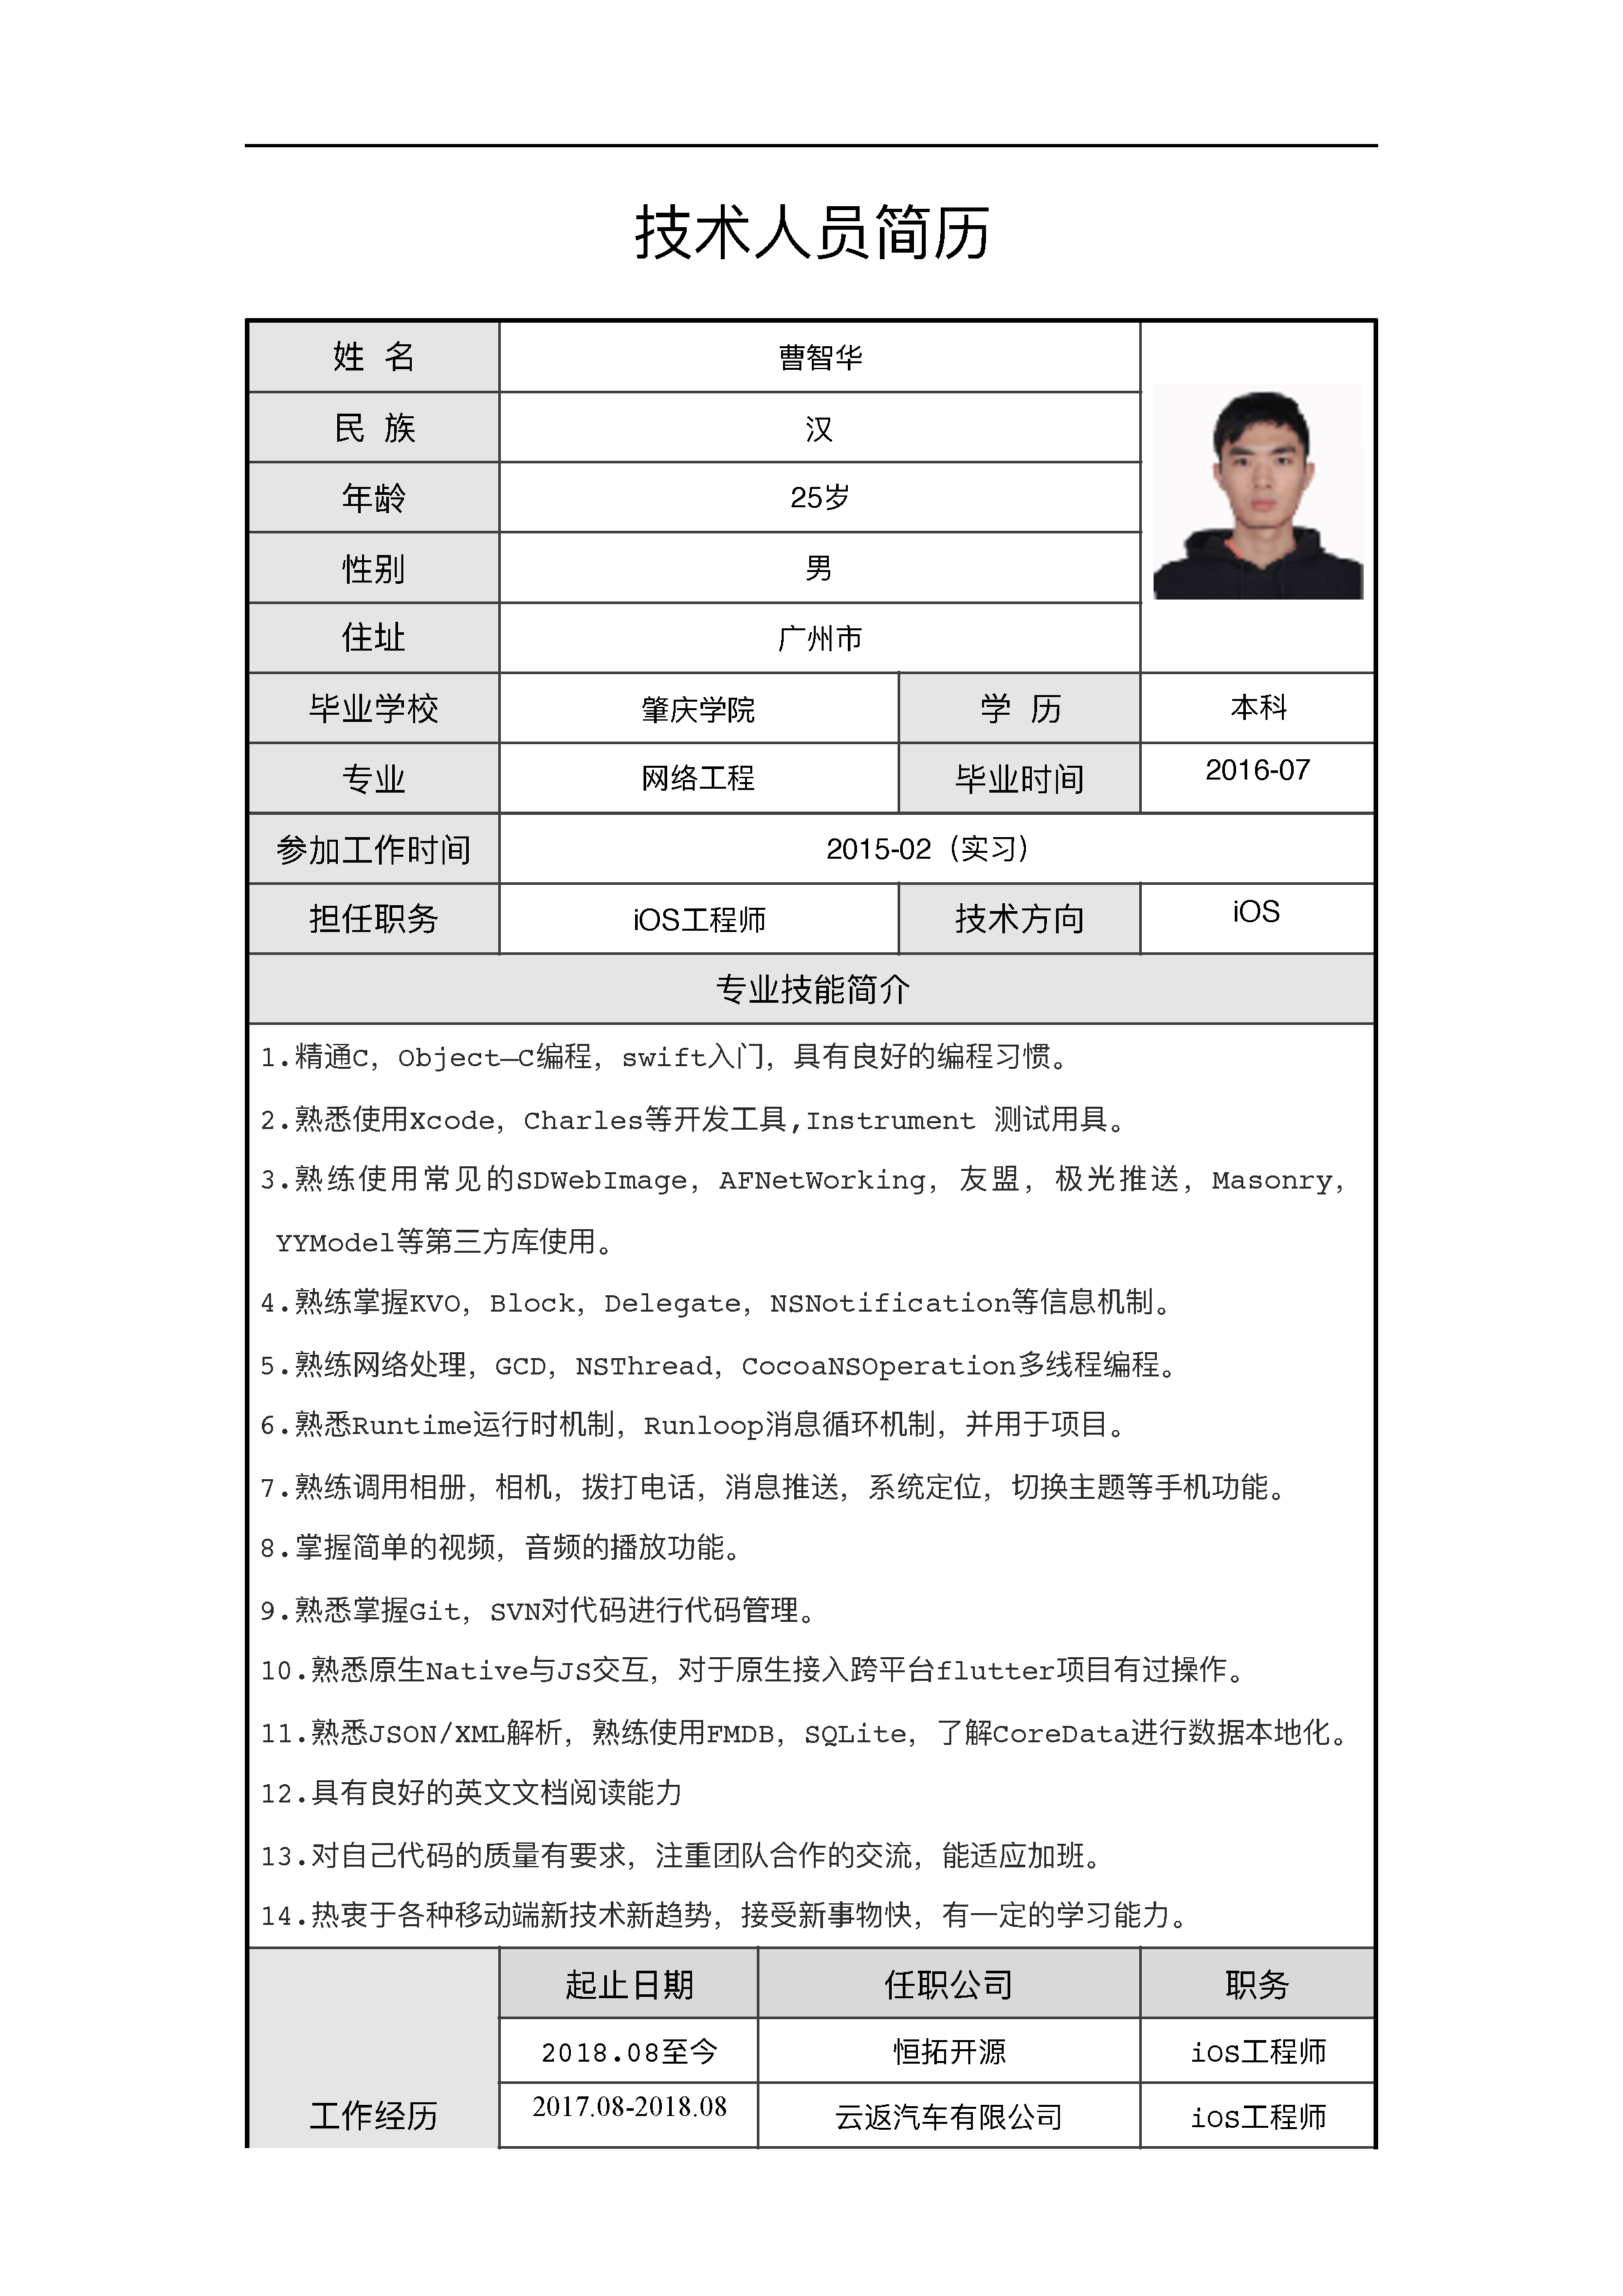 技术人员简历
姓 名 曹智华
民 族 汉
年龄 25岁
性别 男
住址 广州市
毕业学校 肇庆学院 学 历 本科
专业 网络工程 毕业时间 2016-07
参加工作时间 2015-02（实习）
担任职务 iOS工程师 技术方向 iOS
专业技能简介
1.精通C，Object—C编程，swift入门，具有良好的编程习惯。
2.熟悉使用Xcode，Charles等开发工具,Instrument 测试用具。
3.熟练使用常见的SDWebImage，AFNetWorking，友盟，极光推送，Masonry，
YYModel等第三方库使用。
4.熟练掌握KVO，Block，Delegate，NSNotification等信息机制。
5.熟练网络处理，GCD，NSThread，CocoaNSOperation多线程编程。
6.熟悉Runtime运行时机制，Runloop消息循环机制，并用于项目。
7.熟练调用相册，相机，拨打电话，消息推送，系统定位，切换主题等手机功能。
8.掌握简单的视频，音频的播放功能。
9.熟悉掌握Git，SVN对代码进行代码管理。
10.熟悉原生Native与JS交互，对于原生接入跨平台flutter项目有过操作。
11.熟悉JSON/XML解析，熟练使用FMDB，SQLite，了解CoreData进行数据本地化。
12.具有良好的英文文档阅读能力
13.对自己代码的质量有要求，注重团队合作的交流，能适应加班。
14.热衷于各种移动端新技术新趋势，接受新事物快，有一定的学习能力。
起止日期 任职公司 职务
2018.08至今 恒拓开源 ios工程师
工作经历 2017.08-2018.08 云返汽车有限公司 ios工程师